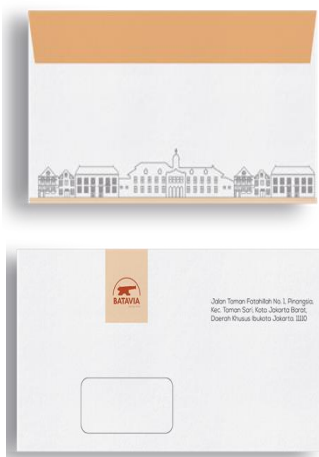 BATAVIA
Jalan Taman Fatahillah No. 1, Pinangsia,
Kec. Taman Sari, Kota Jakarta Barat,
Daerah Khusus Ibukota Jakarta, 11110